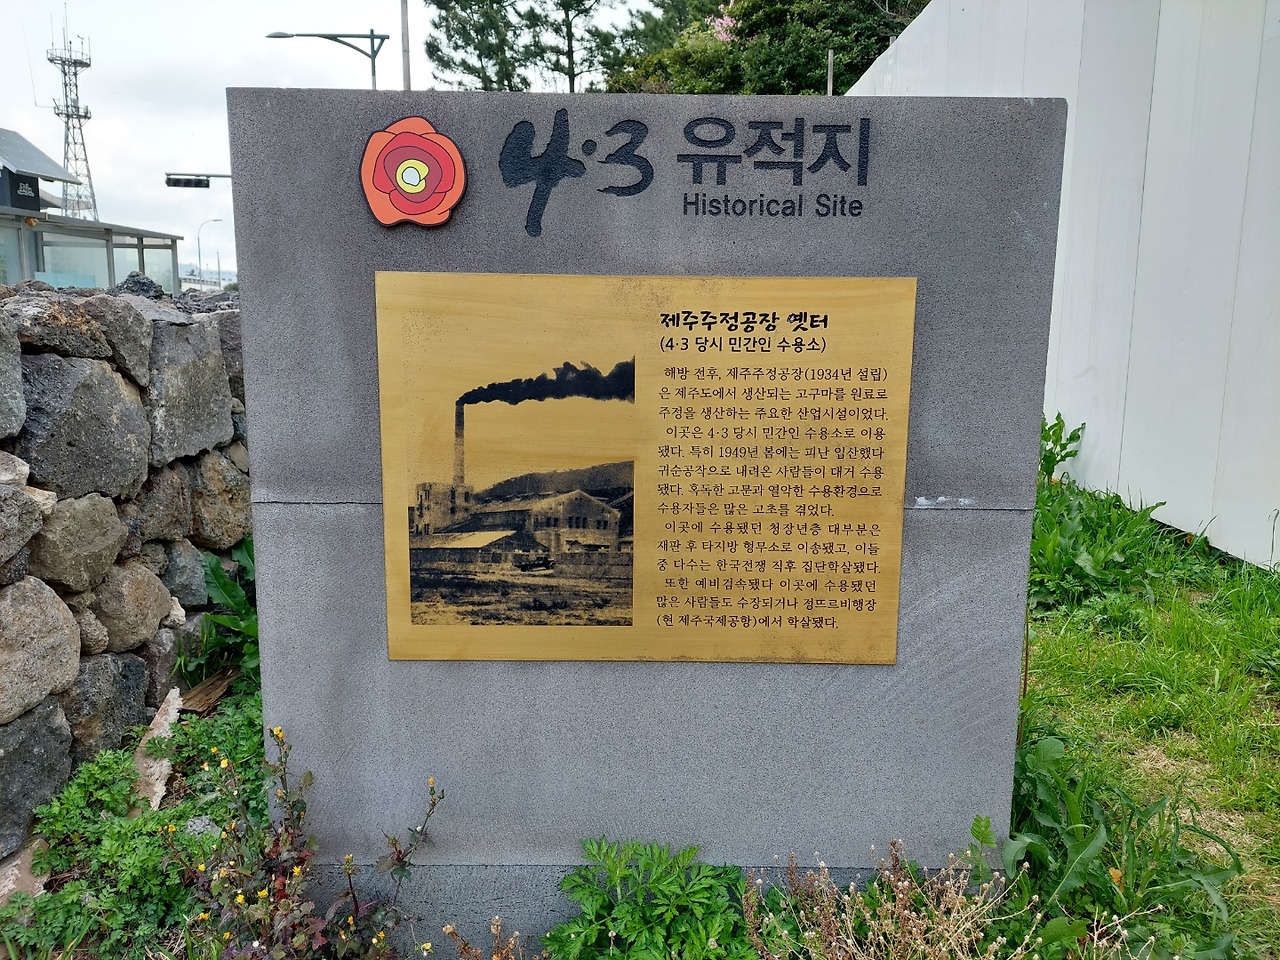 4·3 유적지
Historical Site
제주주정공장 옛터
(4·3 당시 민간인 수용소)
해방 전후, 제주주정공장(1934년 설립)
은 제주도에서 생산되는 고구마를 원료로
주정을 생산하는 주요한 산업시설이었다.
이곳은 4·3 당시 민간인 수용소로 이용
됐다. 특히 1949년 봄에는 피난 입산했다
귀순공작으로 내려온 사람들이 대거 수용
됐다. 혹독한 고문과 열악한 수용환경으로
수용자들은 많은 고초를 겪었다.
이곳에 수용됐던 청장년층 대부분은
재판 후 타지방 형무소로 이송됐고, 이들
중 다수는 한국전쟁 직후 집단학살됐다.
또한 예비검속됐다 이곳에 수용됐던
많은 사람들도 수장되거나 정뜨르비행장
(현 제주국제공항)에서 학살됐다.